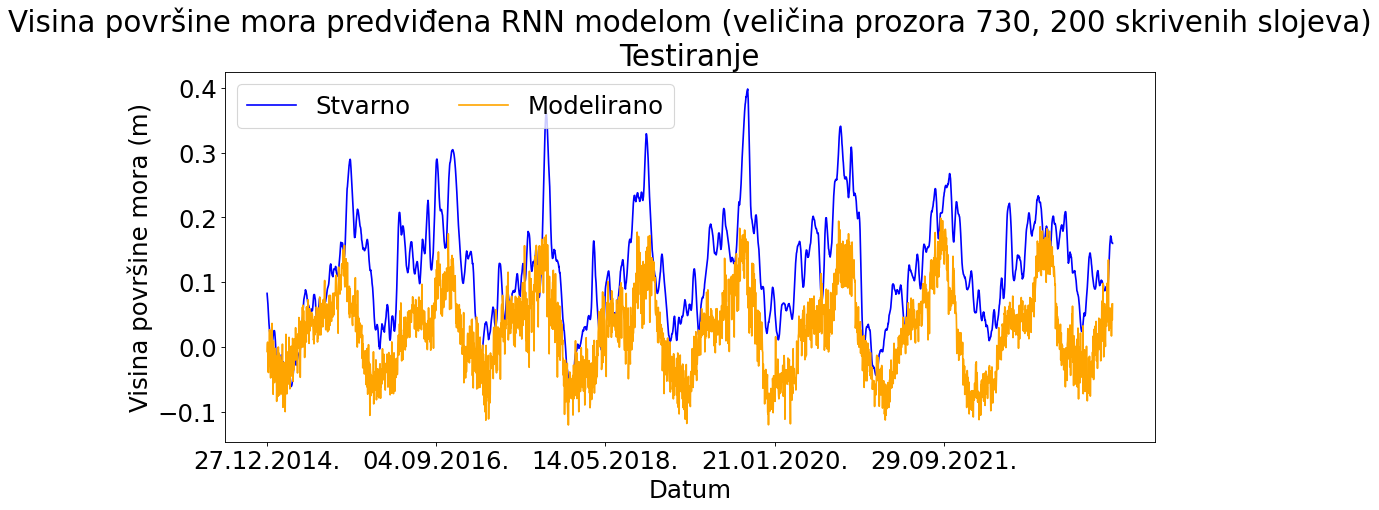 Visina površine mora predviđena RNN modelom (veličina prozora 730, 200 skrivenih slojeva)
Testiranje
Stvarno
Modelirano
Visina površine mora (m)
0.4
0.3
0.2
0.1
0.0
−0.1
27.12.2014.
04.09.2016.
14.05.2018.
21.01.2020.
29.09.2021.
Datum